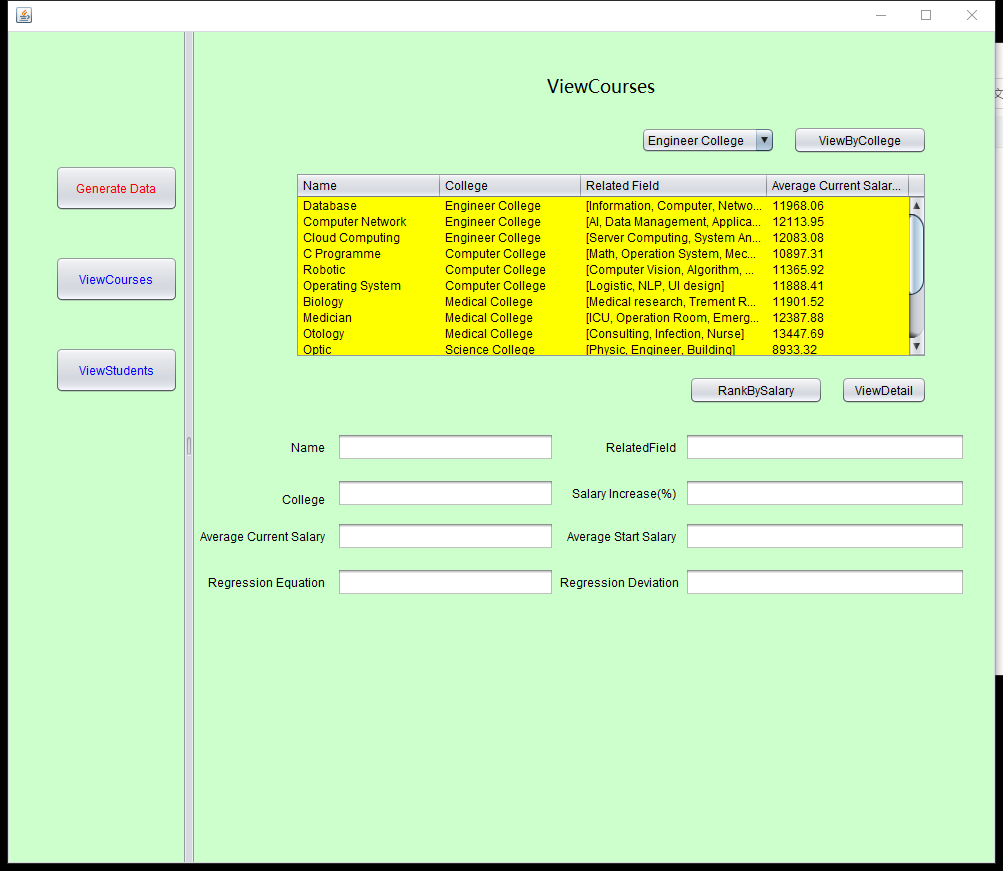 ViewCourses
Engineer College ViewByCollege
Generate Data
ViewCourses
ViewStudents
Name College Related Field Average Current Salar...
Database Engineer College [Information, Computer, Netwo... 11968.06
Computer Network Engineer College [AI, Data Management, Applica... 12113.95
Cloud Computing Engineer College [Server Computing, System An... 12083.08
C Programme Computer College [Math, Operation System, Mec... 10897.31
Robotic Computer College [Computer Vision, Algorithm, ... 11365.92
Operating System Computer College [Logistic, NLP, UI design] 11888.41
Biology Medical College [Medical research, Trement R... 11901.52
Medician Medical College [ICU, Operation Room, Emerg... 12387.88
Otology Medical College [Consulting, Infection, Nurse] 13447.69
Optic Science College [Physic, Engineer, Building] 8933.32
RankBySalary ViewDetail
Name RelatedField
College Salary Increase(%)
Average Current Salary Average Start Salary
Regression Equation Regression Deviation
文